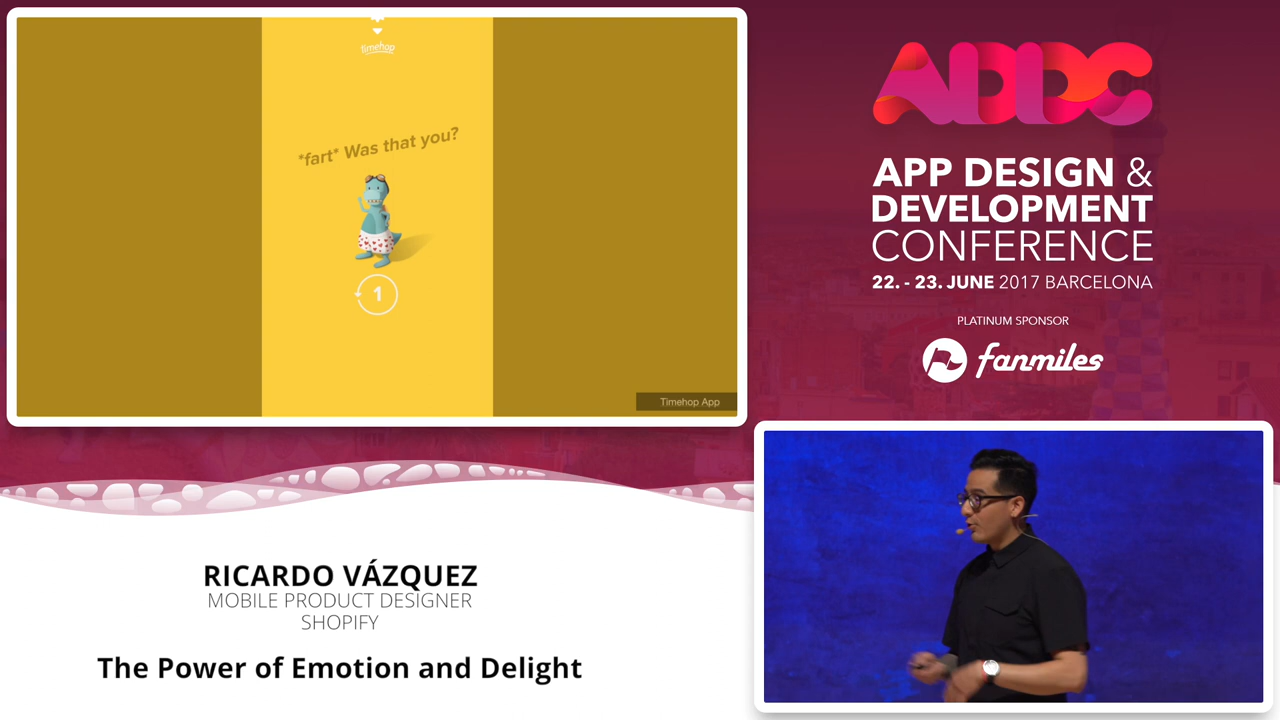 timehop
*fart* Was that you?
1
Timehop App
ADDC
APP DESIGN &
DEVELOPMENT
CONFERENCE
22. - 23. JUNE 2017 BARCELONA
PLATINUM SPONSOR
fanmiles
RICARDO VÁZQUEZ
MOBILE PRODUCT DESIGNER
SHOPIFY
The Power of Emotion and Delight